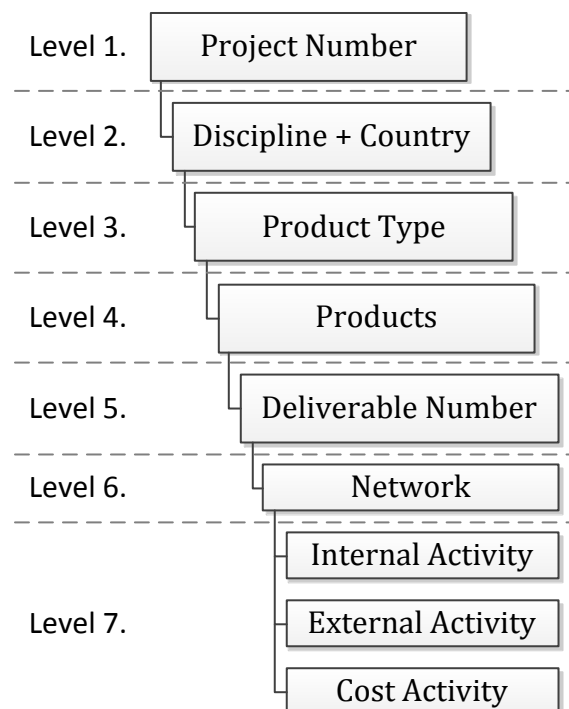 Level 1. Project Number
Level 2. Discipline + Country
Level 3. Product Type
Level 4. Products
Level 5. Deliverable Number
Level 6. Network
Internal Activity
Level 7. External Activity
Cost Activity